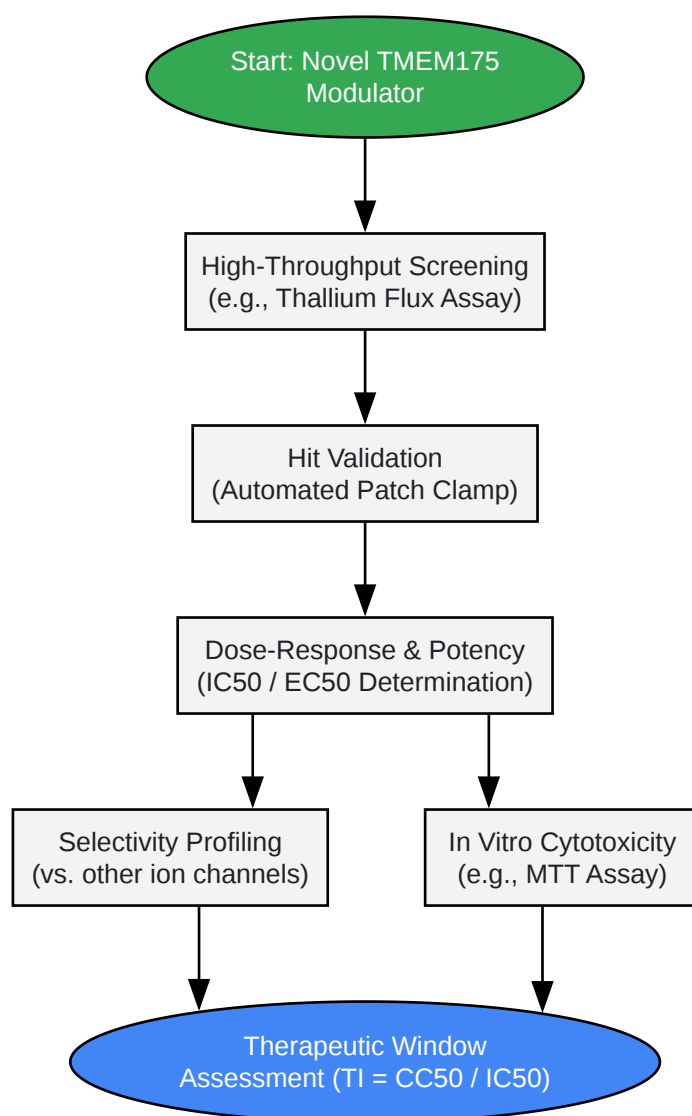 Start: Novel TMEM175
Modulator
High-Throughput Screening
(e.g., Thallium Flux Assay)
Hit Validation
(Automated Patch Clamp)
Dose-Response & Potency
(IC50 / EC50 Determination)
Selectivity Profiling
(vs. other ion channels)
In Vitro Cytotoxicity
(e.g., MTT Assay)
Therapeutic Window
Assessment (TI = CC50 / IC50)